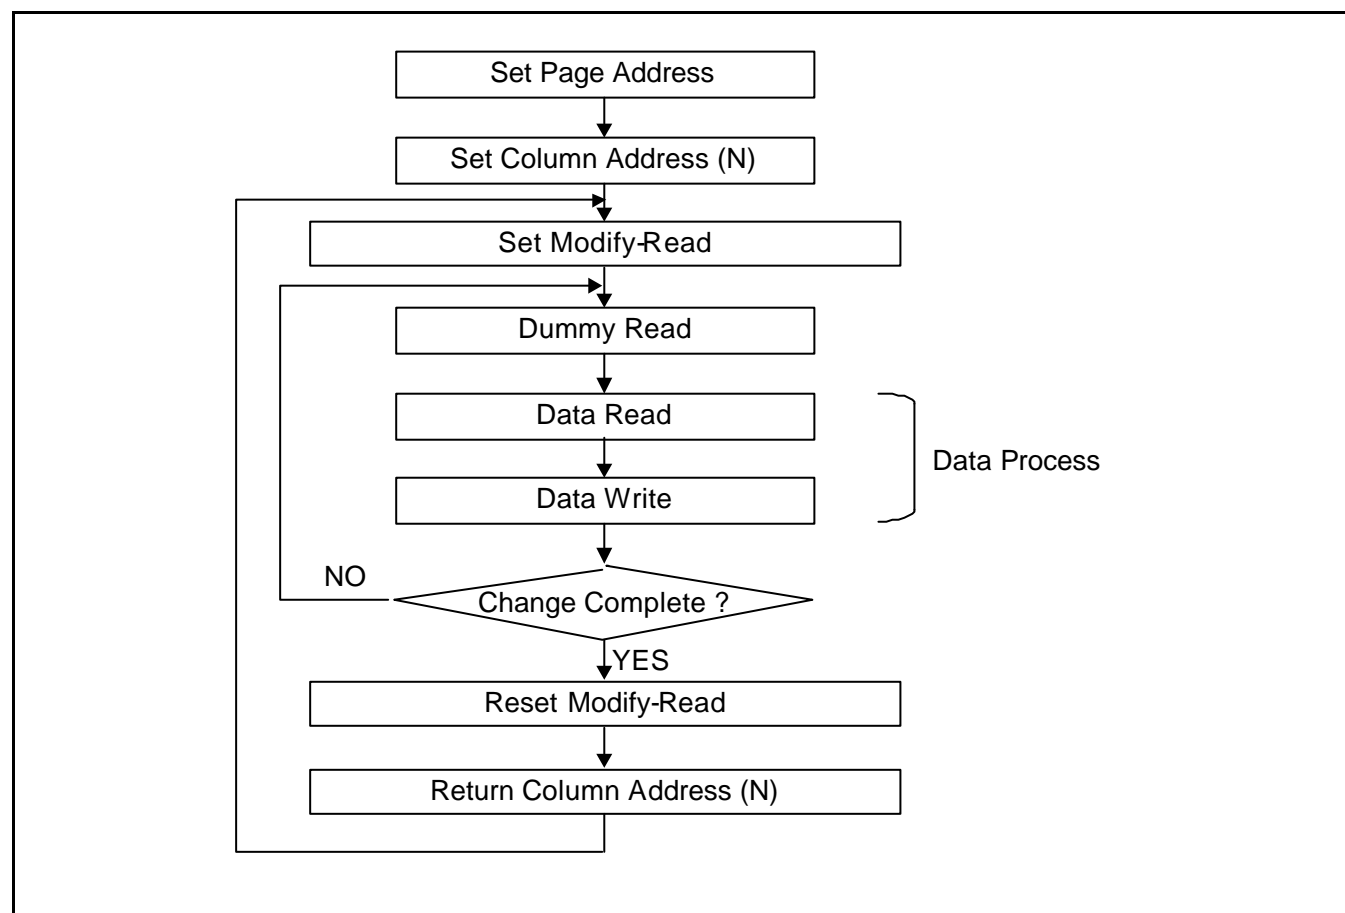 Set Page Address
Set Column Address (N)
Set Modify-Read
Dummy Read
Data Read
Data Process
Data Write
NO
Change Complete ?
YES
Reset Modify-Read
Return Column Address (N)